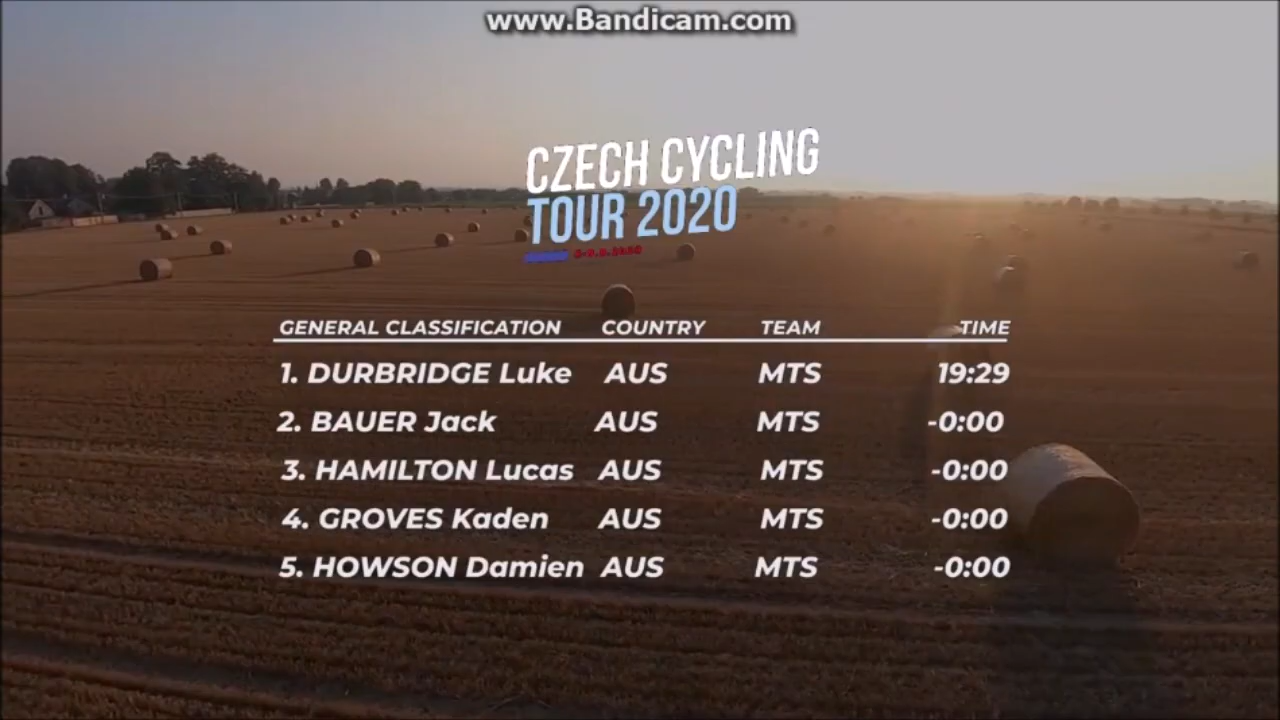 www.Bandicam.com
CZECH CYCLING
TOUR 2020
GENERAL CLASSIFICATION COUNTRY TEAM TIME
1. DURBRIDGE Luke AUS MTS 19:29
2. BAUER Jack AUS MTS -0:00
3. HAMILTON Lucas AUS MTS -0:00
4. GROVES Kaden AUS MTS -0:00
5. HOWSON Damien AUS MTS -0:00